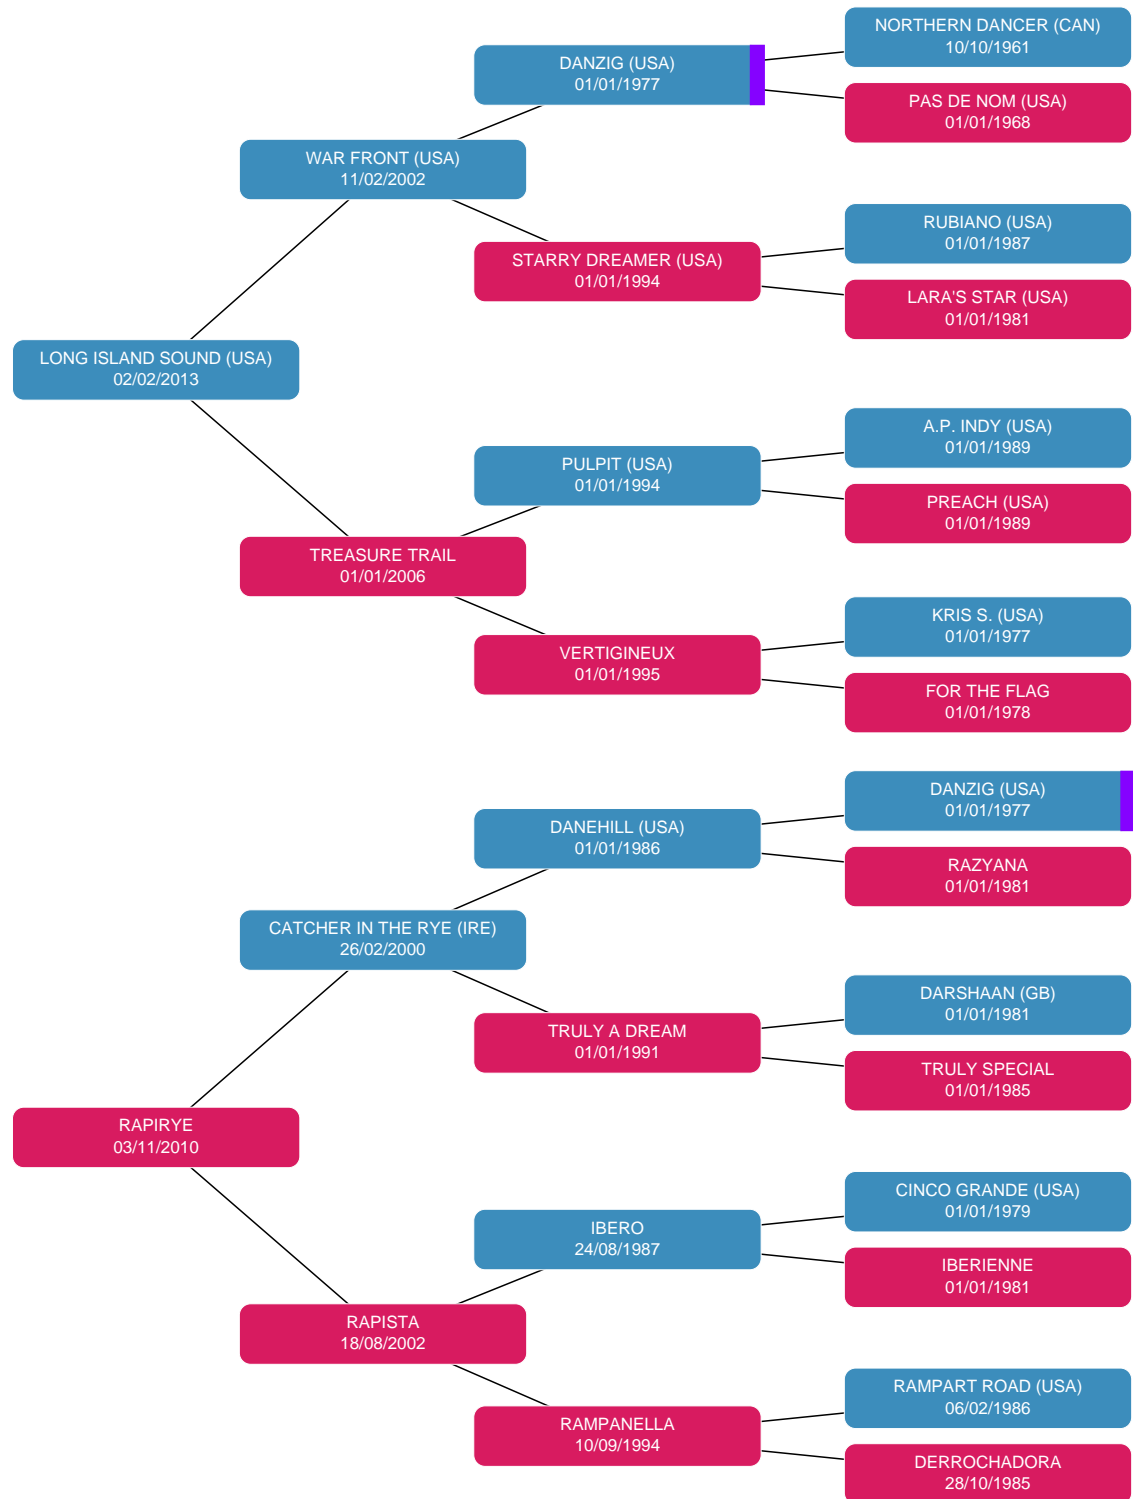 NORTHERN DANCER (CAN)
10/10/1961
DANZIG (USA)
01/01/1977
PAS DE NOM (USA)
01/01/1968
WAR FRONT (USA)
11/02/2002
RUBIANO (USA)
01/01/1987
STARRY DREAMER (USA)
01/01/1994
LARA'S STAR (USA)
01/01/1981
LONG ISLAND SOUND (USA)
02/02/2013
A.P. INDY (USA)
01/01/1989
PULPIT (USA)
01/01/1994
PREACH (USA)
01/01/1989
TREASURE TRAIL
01/01/2006
KRIS S. (USA)
01/01/1977
VERTIGINEUX
01/01/1995
FOR THE FLAG
01/01/1978
DANZIG (USA)
01/01/1977
DANEHILL (USA)
01/01/1986
RAZYANA
01/01/1981
CATCHER IN THE RYE (IRE)
26/02/2000
DARSHAAN (GB)
01/01/1981
TRULY A DREAM
01/01/1991
TRULY SPECIAL
01/01/1985
RAPIRYE
03/11/2010
CINCO GRANDE (USA)
01/01/1979
IBERO
24/08/1987
IBERIENNE
01/01/1981
RAPISTA
18/08/2002
RAMPART ROAD (USA)
06/02/1986
RAMPANELLA
10/09/1994
DERROCHADORA
28/10/1985